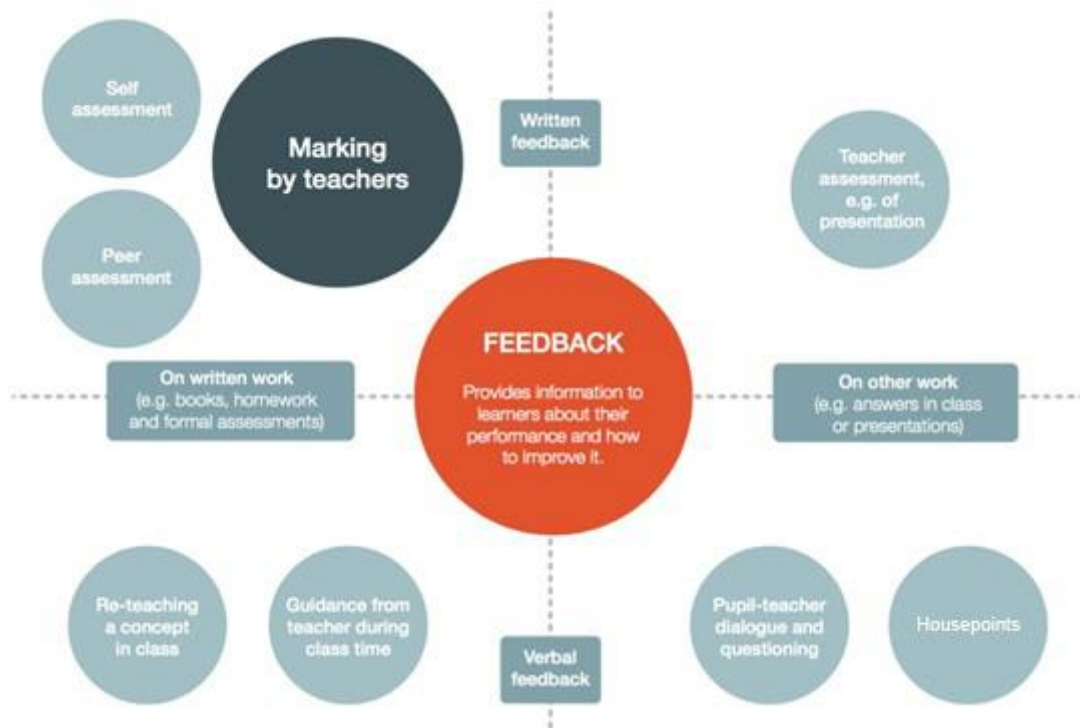 Self
assessment
Marking
by teachers
Written
feedback
Teacher
assessment,
e.g. of
presentation
Peer
assessment
FEEDBACK
Provides information to
learners about their
performance and how
to improve it.
On written work
(e.g. books, homework
and formal assessments)
On other work
(e.g. answers in class
or presentations)
Re-teaching
a concept
in class
Guidance from
teacher during
class time
Verbal
feedback
Pupil-teacher
dialogue and
questioning
Housepoints